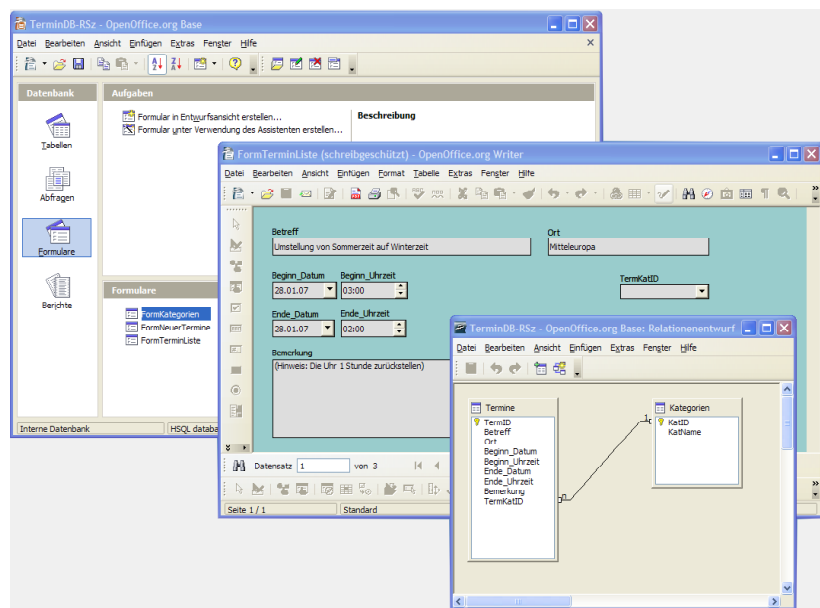 TerminDB-RSz - OpenOffice.org Base
Datei Bearbeiten Ansicht Einfügen Extras Fenster Hilfe
Datenbank
Aufgaben
Tabellen
Abfragen
Formulare
Berichte
Formular in Entwurfsansicht erstellen...
Formular unter Verwendung des Assistenten erstellen...
Beschreibung
Formulare
FormKategorien
FormNeuerTermine
FormTerminListe
Interne Datenbank
HSQL databa
FormTerminListe (schreibgeschützt) - OpenOffice.org Writer
Datei Bearbeiten Ansicht Einfügen Format Tabelle Extras Fenster Hilfe
Betreff
Umstellung von Sommerzeit auf Winterzeit
Ort
Mitteleuropa
Beginn_Datum Beginn_Uhrzeit
28.01.07 03:00
TermKatID
Ende_Datum Ende_Uhrzeit
28.01.07 02:00
Bemerkung
(Hinweis: Die Uhr 1 Stunde zurückstellen)
Datensatz 1 von 3
Seite 1 / 1
Standard
TerminDB-RSz - OpenOffice.org Base: Relationenentwurf
Datei Bearbeiten Ansicht Einfügen Extras Fenster Hilfe
Termine
TermID
Betreff
Ort
Beginn_Datum
Beginn_Uhrzeit
Ende_Datum
Ende_Uhrzeit
Bemerkung
TermKatID
1
n
Kategorien
KatID
KatName